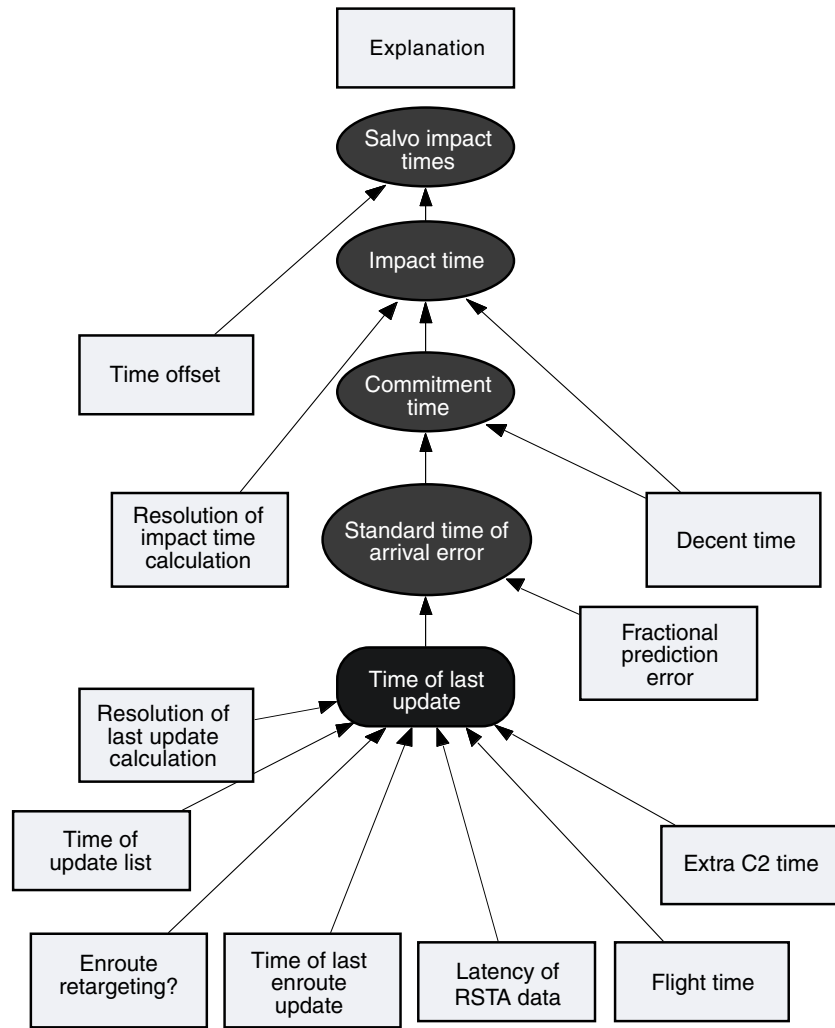 Explanation
Salvo impact
times
Impact time
Time offset
Commitment
time
Resolution of
impact time
calculation
Standard time of
arrival error
Decent time
Fractional
prediction
error
Time of last
update
Resolution of
last update
calculation
Time of
update list
Extra C2 time
Enroute
retargeting?
Time of last
enroute
update
Latency of
RSTA data
Flight time